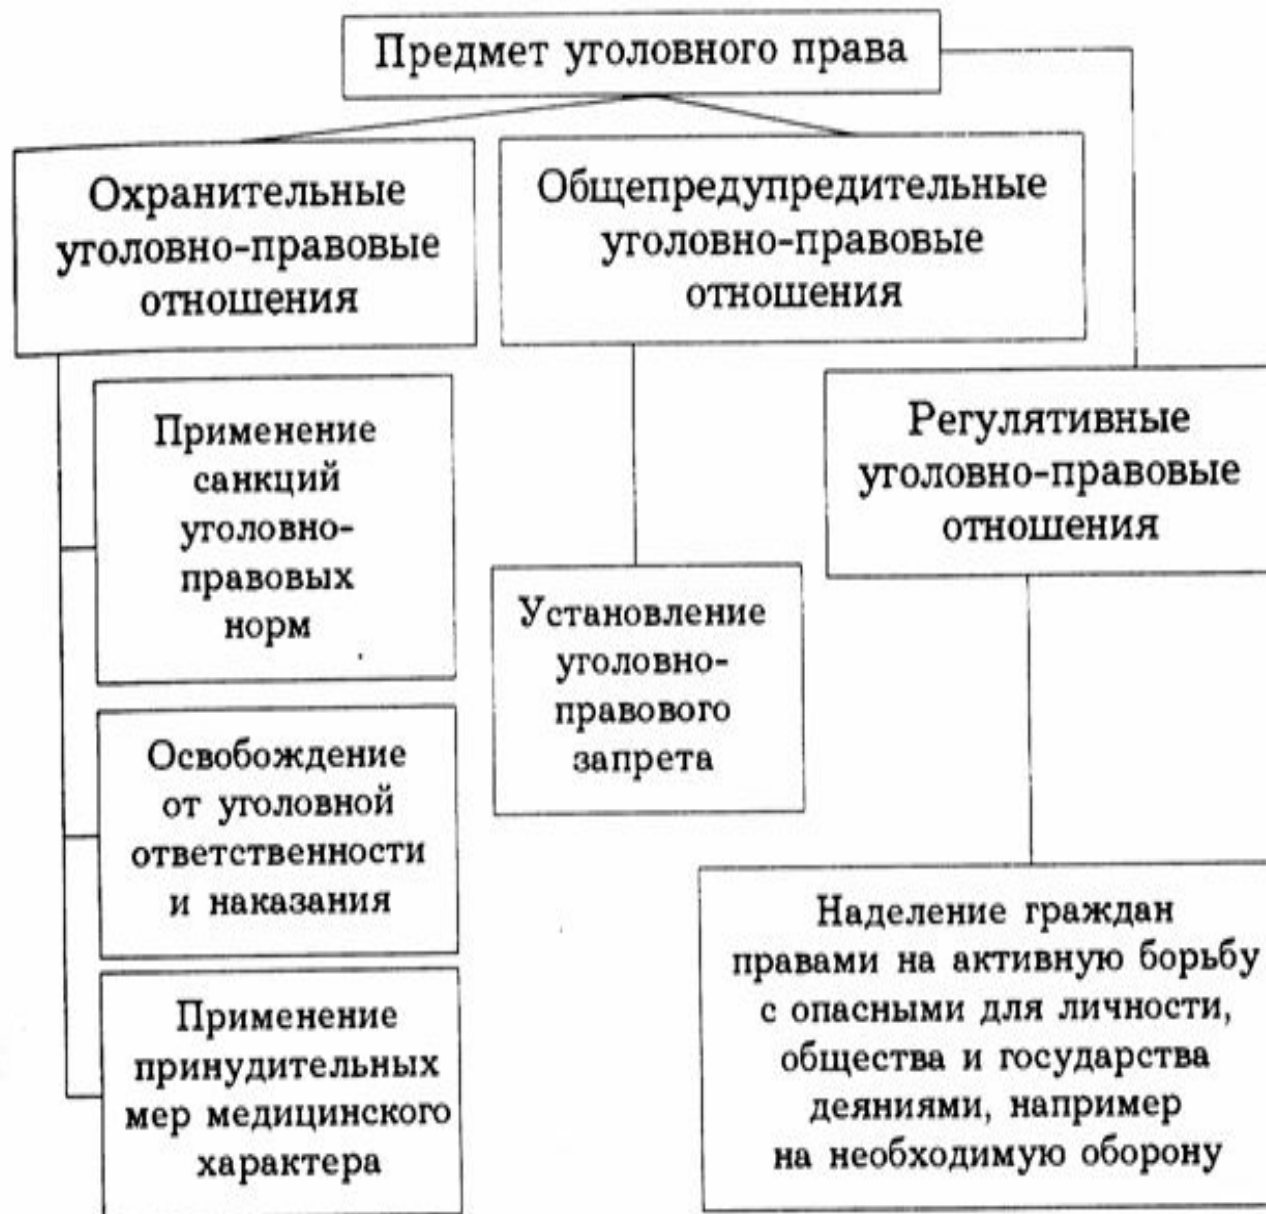 Предмет уголовного права
Охранительные
уголовно-правовые
отношения
Общепредупредительные
уголовно-правовые
отношения
Регулятивные
уголовно-правовые
отношения
Применение
санкций
уголовно-
правовых
норм
Освобождение
от уголовной
ответственности
и наказания
Применение
принудительных
мер медицинского
характера
Установление
уголовно-
правового
запрета
Наделение граждан
правами на активную борьбу
с опасными для личности,
общества и государства
деяниями, например
на необходимую оборону